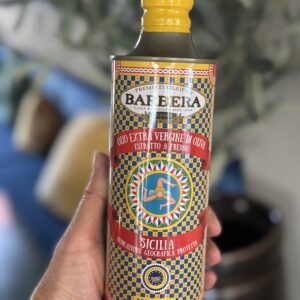 BARBERA
OLIO EXTRA VERGINE DI OLIVA
ESTRATTO A FREDDO
SICILIA
INDICAZIONE GEOGRAFICA PROTETTA